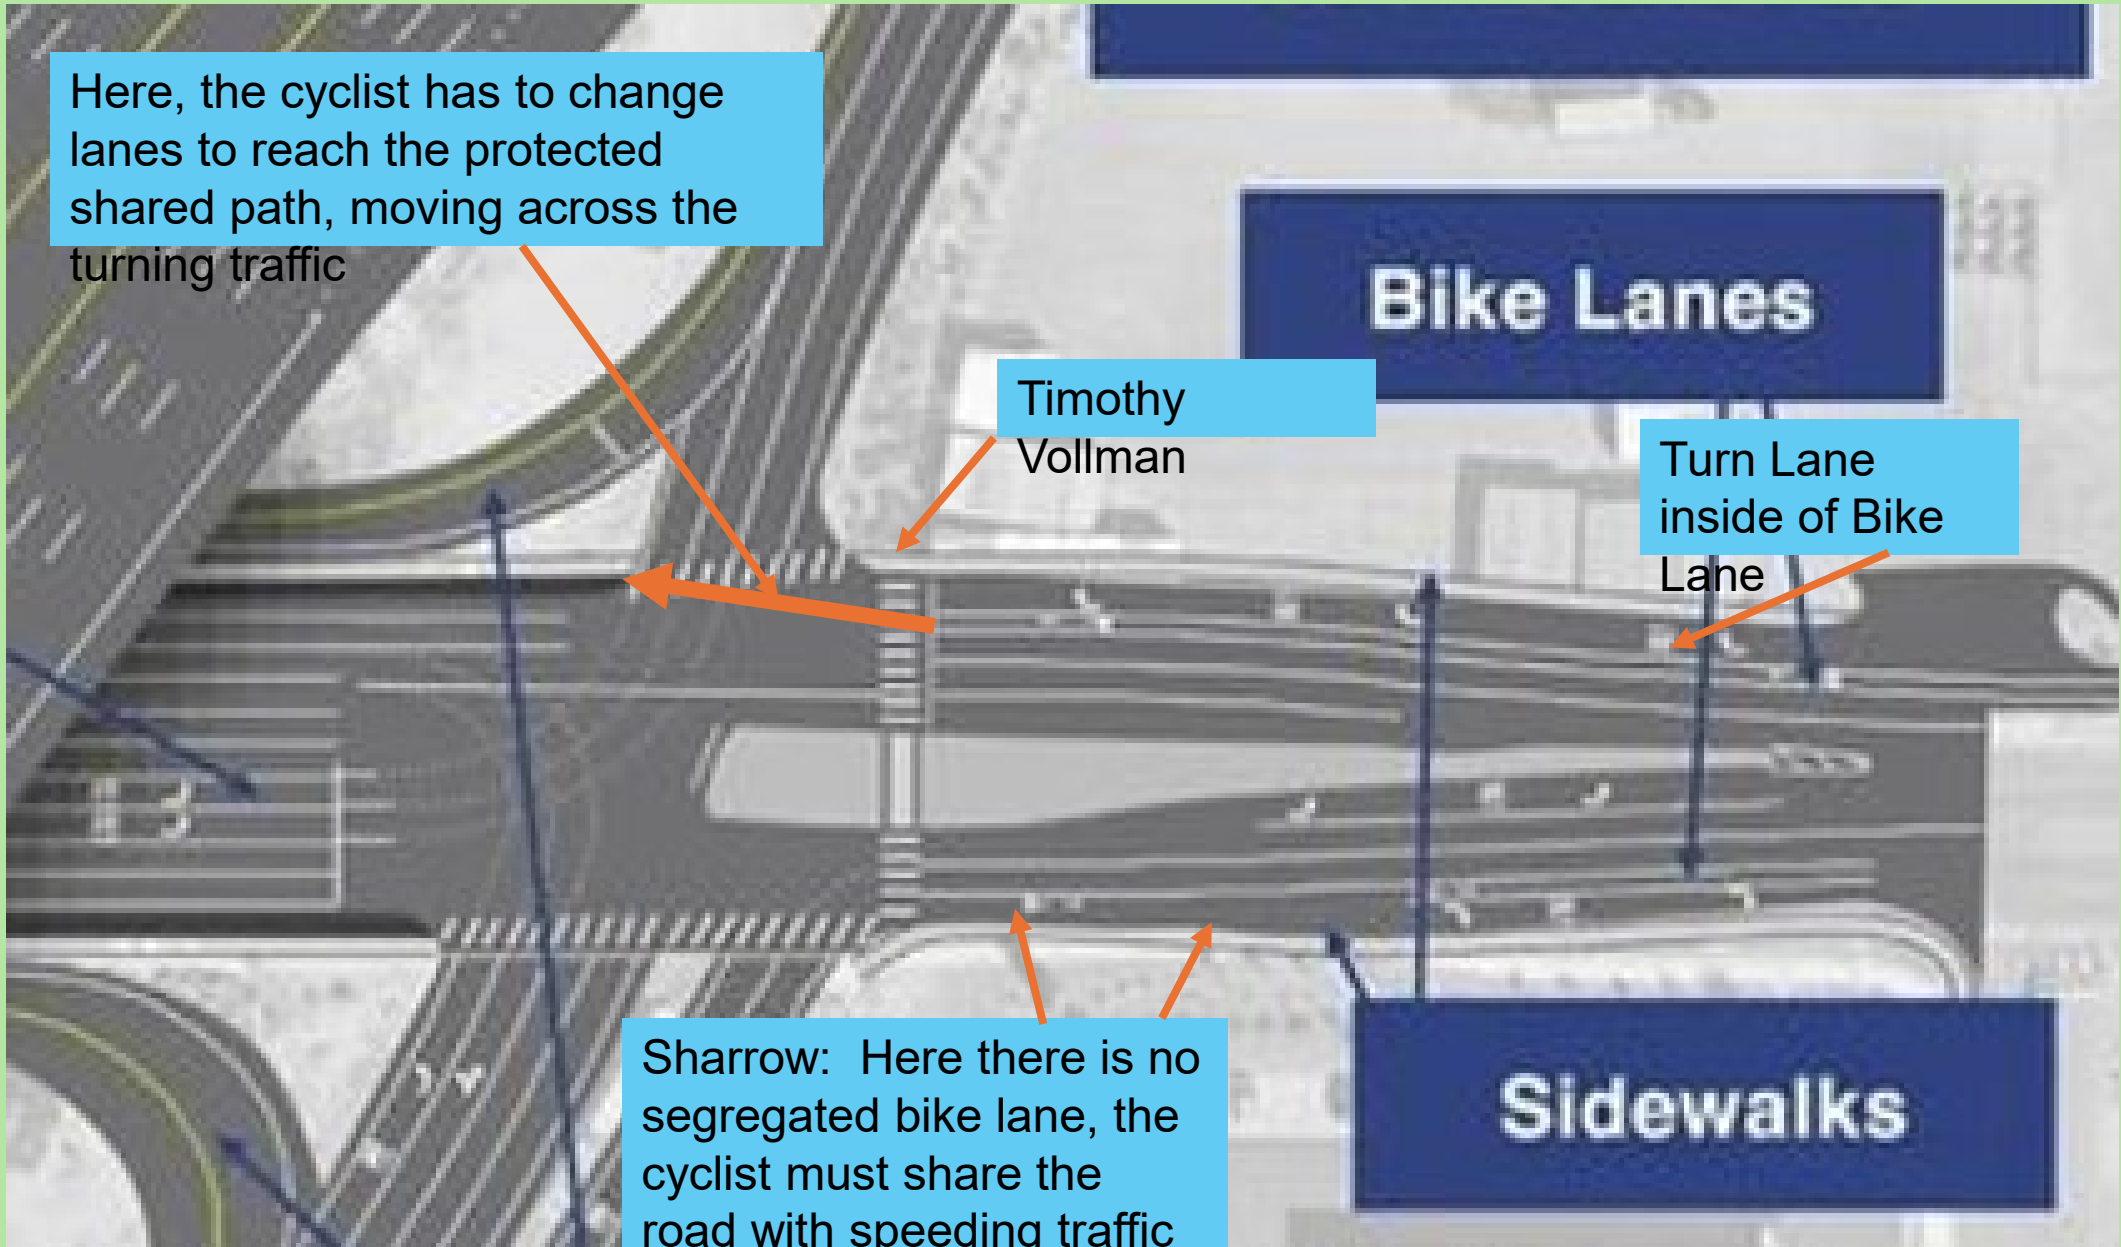 Here, the cyclist has to change
lanes to reach the protected
shared path, moving across the
turning traffic
Bike Lanes
Timothy
Vollman
Turn Lane
inside of Bike
Lane
Sharrow:  Here there is no
segregated bike lane, the
cyclist must share the
road with speeding traffic
Sidewalks